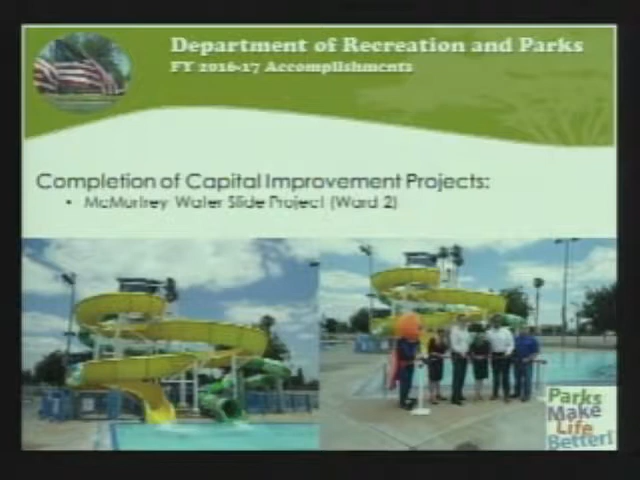 Department of Recreation and Parks
FY 2016-17 Accomplishments
Completion of Capital Improvement Projects:
• McMurtrey Water Slide Project (Ward 2)
Parks
Make
Life
Better!